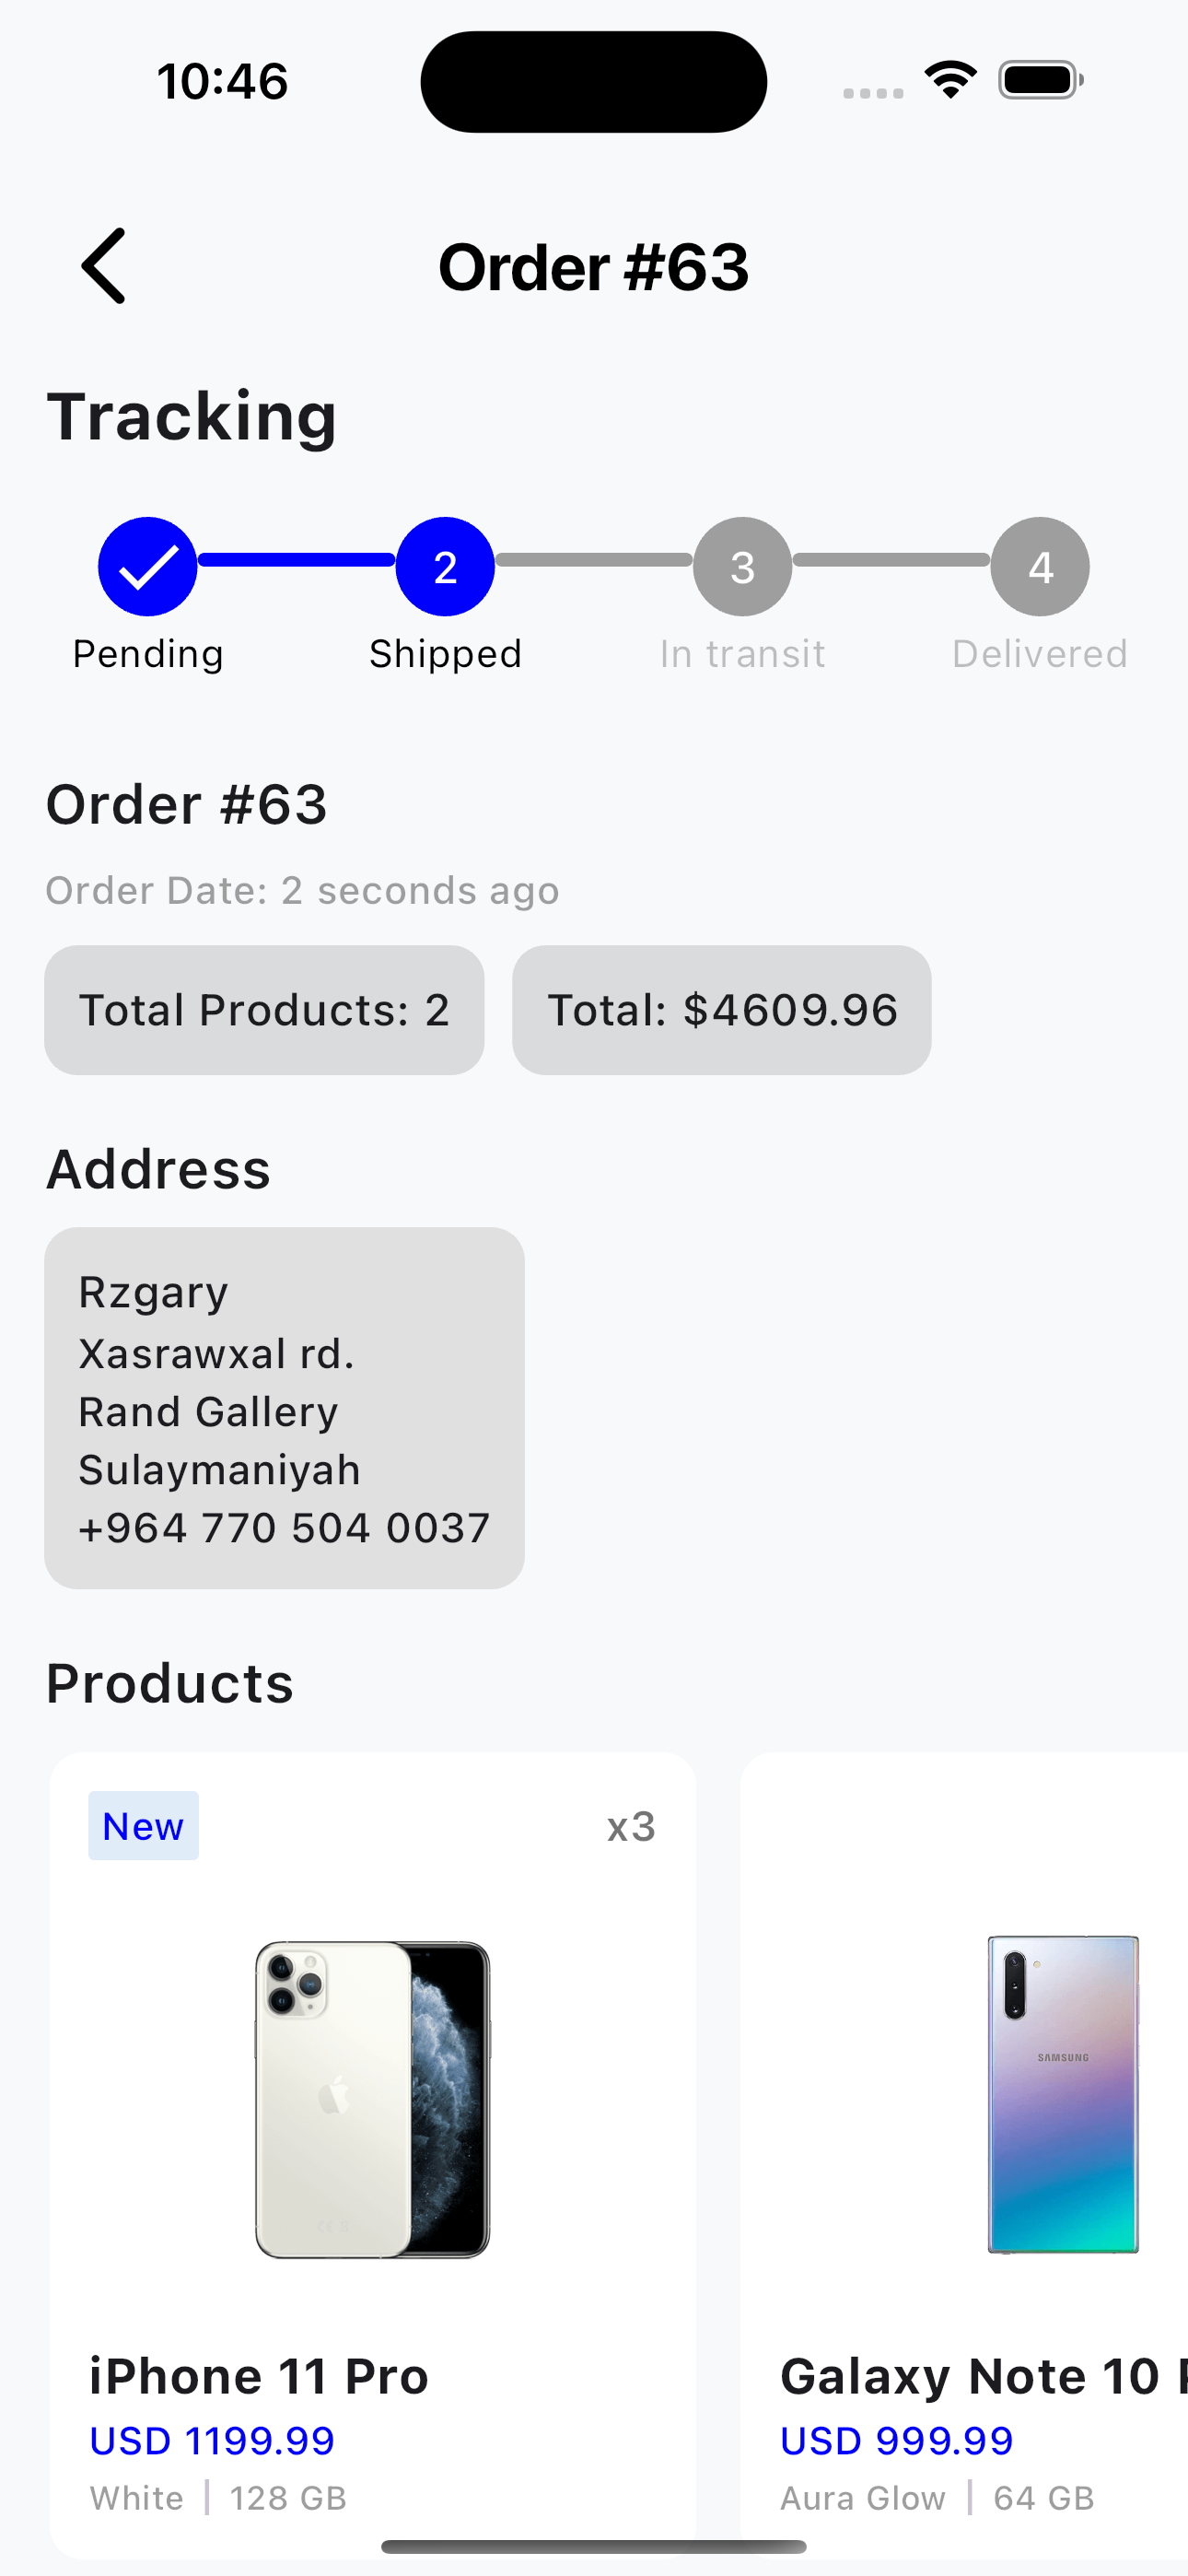 10:46
Order #63
Tracking
2 3 4
Pending Shipped In transit Delivered
Order #63
Order Date: 2 seconds ago
Total Products: 2 Total: $4609.96
Address
Rzgary
Xasrawxal rd.
Rand Gallery
Sulaymaniyah
+964 770 504 0037
Products
New x3
SAMSUNG
iPhone 11 Pro Galaxy Note 10
USD 1199.99 USD 999.99
White | 128 GB Aura Glow | 64 GB